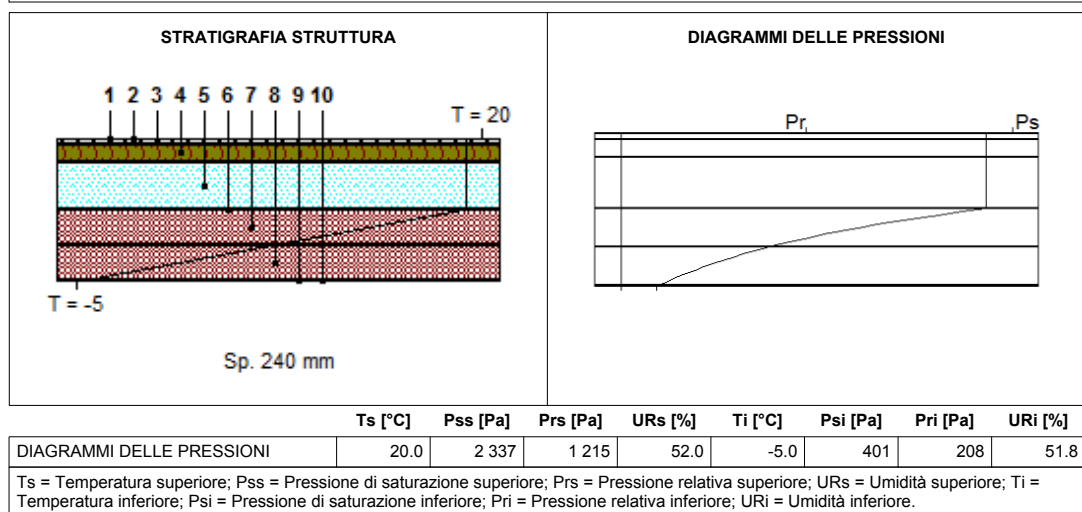 STRATIGRAFIA STRUTTURA
1 2 3 4 5 6 7 8 9 10
T = 20
T = -5
Sp. 240 mm
DIAGRAMMI DELLE PRESSIONI
Pr
Ps
Ts [°C] Pss [Pa] Prs [Pa] URs [%] Ti [°C] Psi [Pa] Pri [Pa] URi [%]
DIAGRAMMI DELLE PRESSIONI 20.0 2 337 1 215 52.0 -5.0 401 208 51.8
Ts = Temperatura superiore; Pss = Pressione di saturazione superiore; Prs = Pressione relativa superiore; URs = Umidità superiore; Ti =
Temperatura inferiore; Psi = Pressione di saturazione inferiore; Pri = Pressione relativa inferiore; URi = Umidità inferiore.